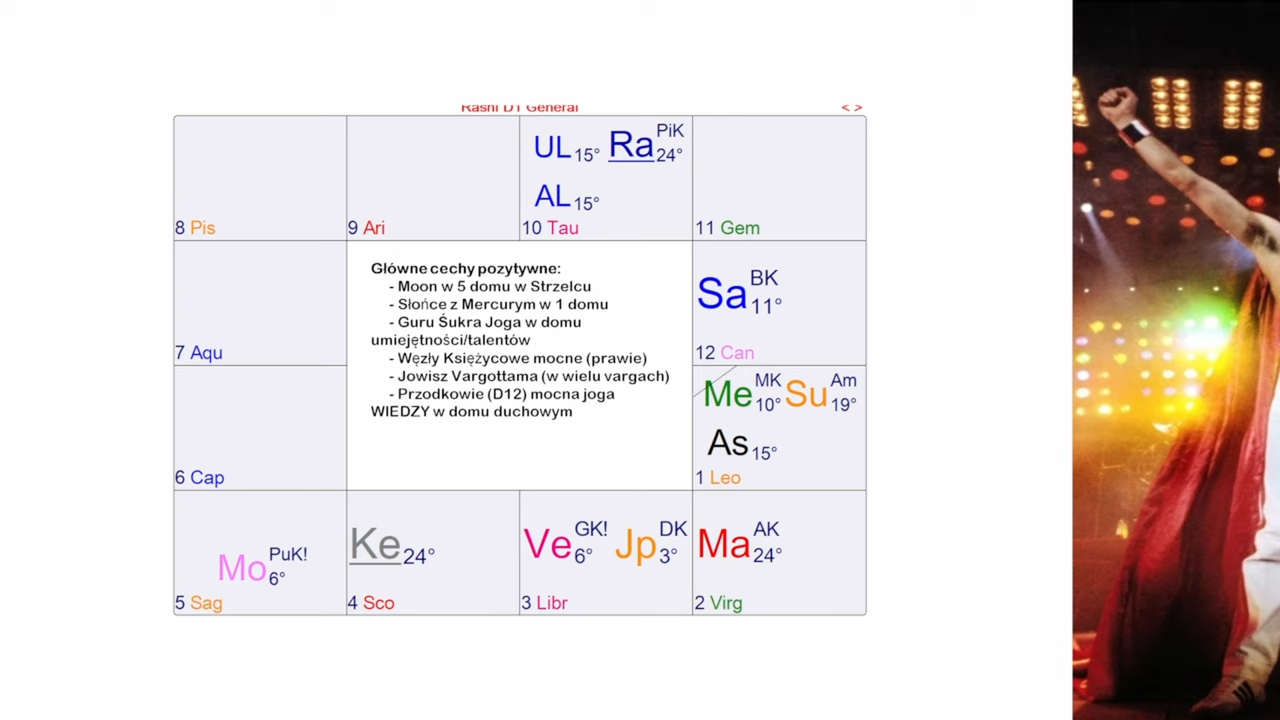 Rashi D1 General < >
UL 15° Ra PiK 24°
AL 15°
8 Pis 9 Ari 10 Tau 11 Gem
Główne cechy pozytywne:
- Moon w 5 domu w Strzelcu
- Słońce z Mercurym w 1 domu
- Guru Śukra Joga w domu
umiejętności/talentów
- Węzły Księżycowe mocne (prawie)
- Jowisz Vargottama (w wielu vargach)
- Przodkowie (D12) mocna joga
WIEDZY w domu duchowym
Sa BK 11°
7 Aqu 12 Can
Me MK 10° Su Am 19°
As 15°
6 Cap 1 Leo
Mo PuK! 6° Ke 24° Ve GK! 6° Jp DK 3° Ma AK 24°
5 Sag 4 Sco 3 Libr 2 Virg